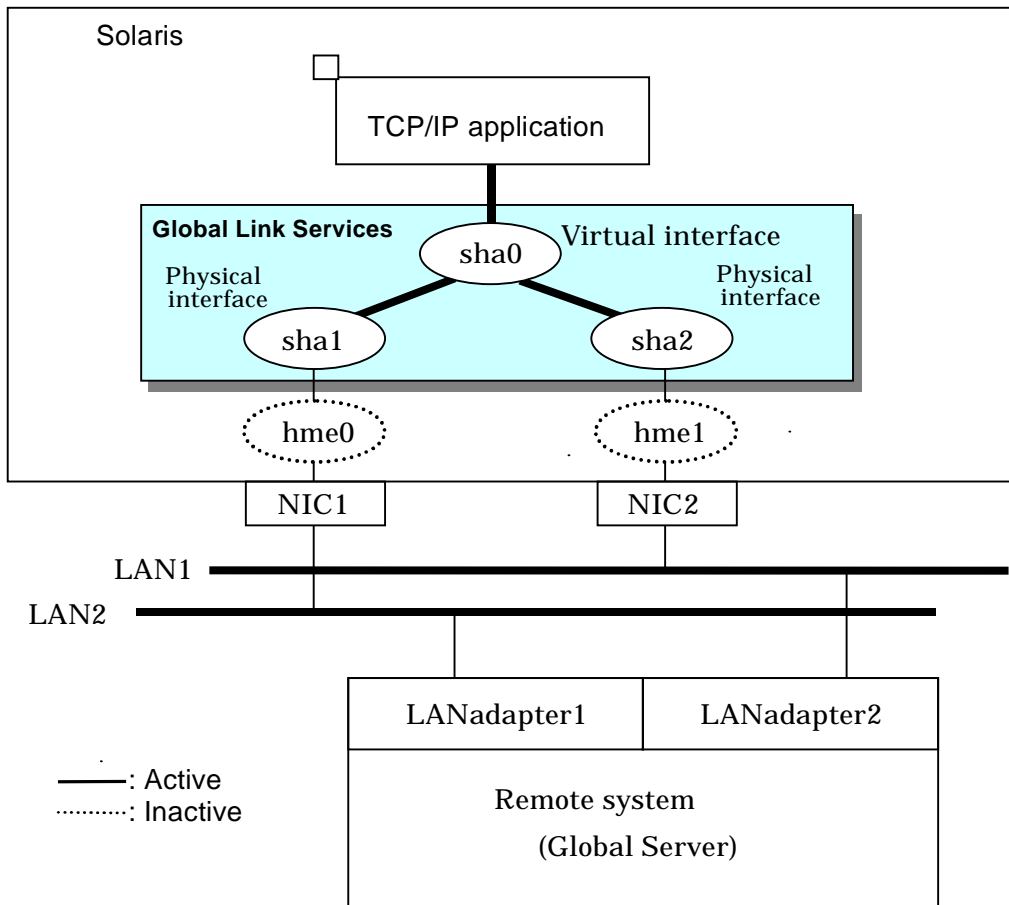 Solaris
TCP/IP application
Global Link Services
sha0
Virtual interface
Physical
interface
Physical
interface
sha1
sha2
hme0
hme1
NIC1
NIC2
LAN1
LAN2
LANadapter1
LANadapter2
: Active
: Inactive
Remote system
(Global Server)